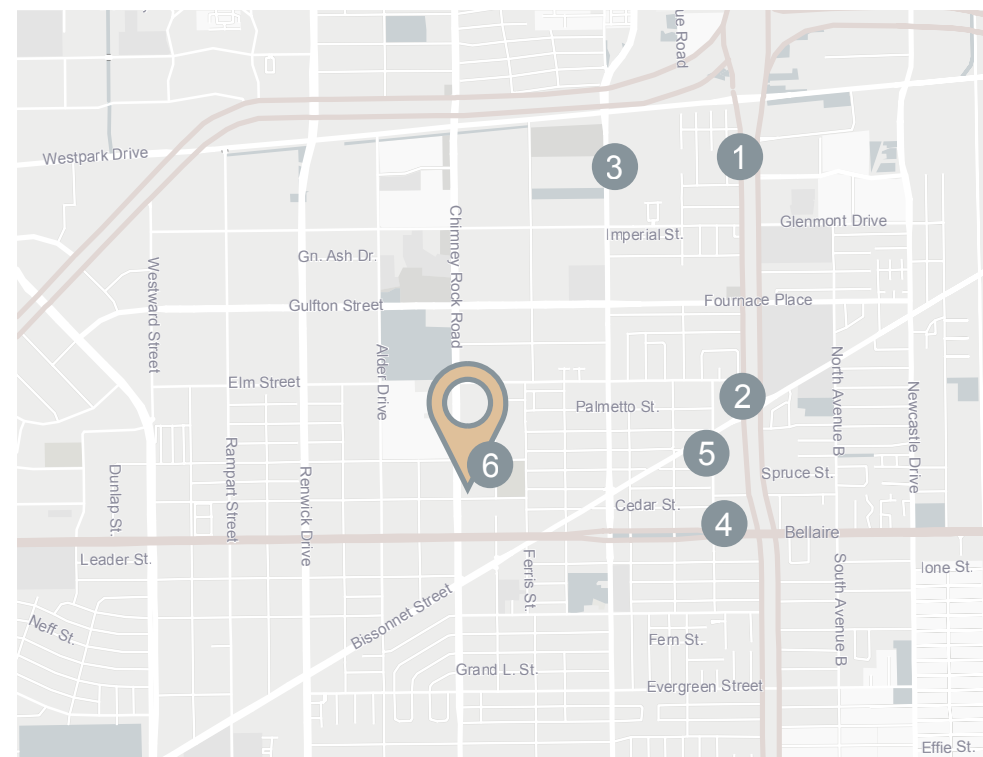 ue Road
Westpark Drive
3
1
Chimney Rock Road
Glenmont Drive
Imperial St.
Gn. Ash Dr.
Westward Street
Gulfton Street
Fournace Place
Alder Drive
Elm Street
North Avenue B
Newcastle Drive
2
Palmetto St.
5
6
Spruce St.
Dunlap St.
Rampart Street
Renwick Drive
Cedar St.
4
Bellaire
Leader St.
Ferris St.
South Avenue B
Ione St.
Bissonnet Street
Neff St.
Fern St.
Grand L. St.
Evergreen Street
Effie St.